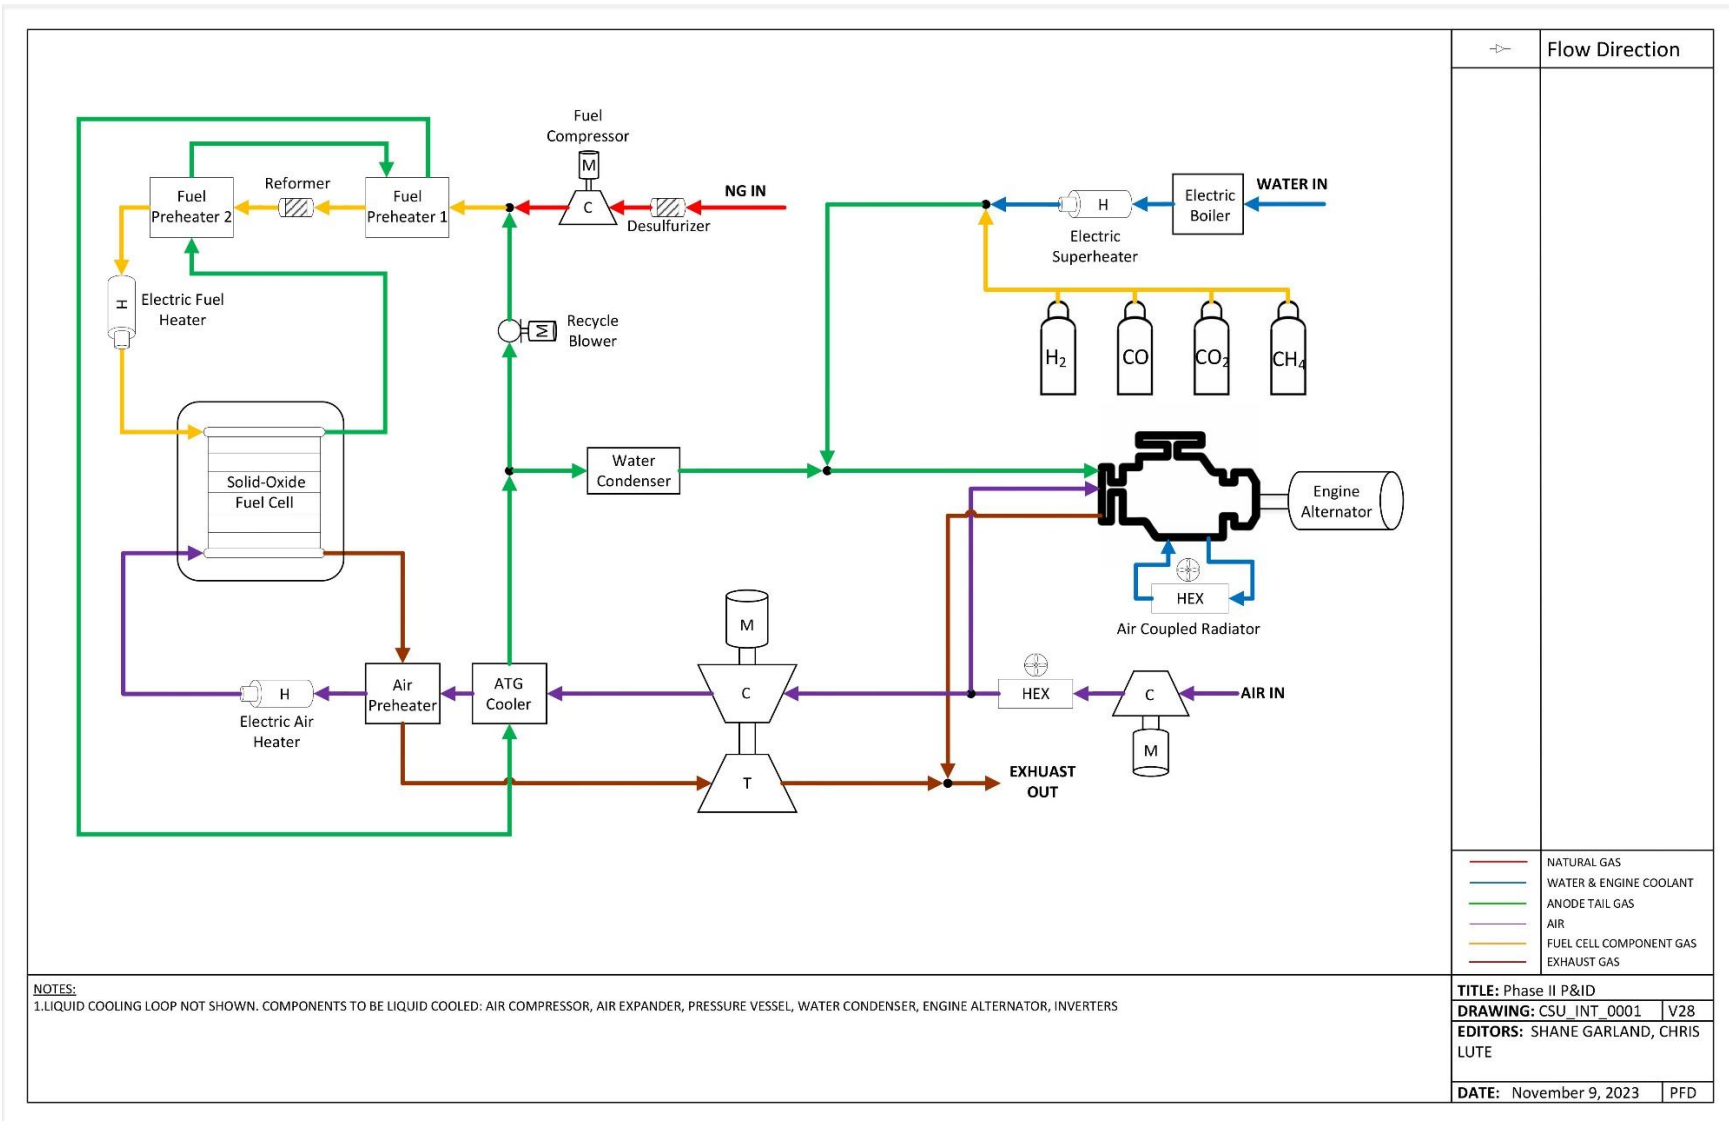 Flow Direction
Fuel
Compressor
M
C
NG IN
Desulfurizer
Reformer
Fuel
Preheater 2
Fuel
Preheater 1
H
Electric Fuel
Heater
M
Recycle
Blower
WATER IN
Electric
Boiler
H
Electric
Superheater
H2
CO
CO2
CH4
Solid-Oxide
Fuel Cell
Water
Condenser
Engine
Alternator
HEX
Air Coupled Radiator
M
C
T
Air
Preheater
ATG
Cooler
H
Electric Air
Heater
HEX
C
M
AIR IN
EXHUAST
OUT
NATURAL GAS
WATER & ENGINE COOLANT
ANODE TAIL GAS
AIR
FUEL CELL COMPONENT GAS
EXHAUST GAS
NOTES:
1.LIQUID COOLING LOOP NOT SHOWN. COMPONENTS TO BE LIQUID COOLED: AIR COMPRESSOR, AIR EXPANDER, PRESSURE VESSEL, WATER CONDENSER, ENGINE ALTERNATOR, INVERTERS
TITLE: Phase II P&ID
DRAWING: CSU_INT_0001 V28
EDITORS: SHANE GARLAND, CHRIS
LUTE
DATE: November 9, 2023 PFD